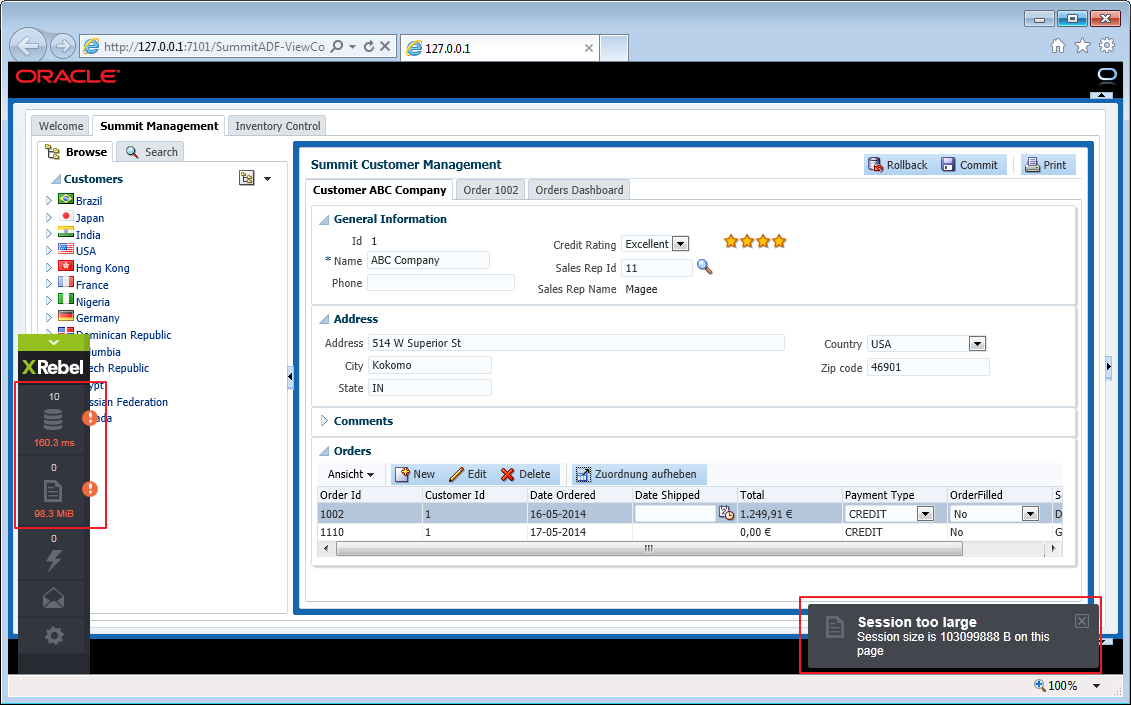 http://127.0.0.1:7101/SummitADF-ViewCo
127.0.0.1
ORACLE
Welcome
Summit Management
Inventory Control
Browse
Search
Customers
Brazil
Japan
India
USA
Hong Kong
France
Nigeria
Germany
Dominican Republic
umbia
ech Republic
ypt
ssian Federation
ada
XRebel
10
160.3 ms
0
98.3 MiB
0
Summit Customer Management
Rollback
Commit
Print
Customer ABC Company
Order 1002
Orders Dashboard
General Information
Id 1
* Name ABC Company
Phone
Credit Rating Excellent
Sales Rep Id 11
Sales Rep Name Magee
Address
Address 514 W Superior St
City Kokomo
State IN
Country USA
Zip code 46901
Comments
Orders
Ansicht New Edit Delete Zuordnung aufheben
Order Id Customer Id Date Ordered Date Shipped Total Payment Type OrderFilled S
1002 1 16-05-2014 1.249,91 € CREDIT No D
1110 1 17-05-2014 0,00 € CREDIT No G
Session too large
Session size is 103099888 B on this
page
100%